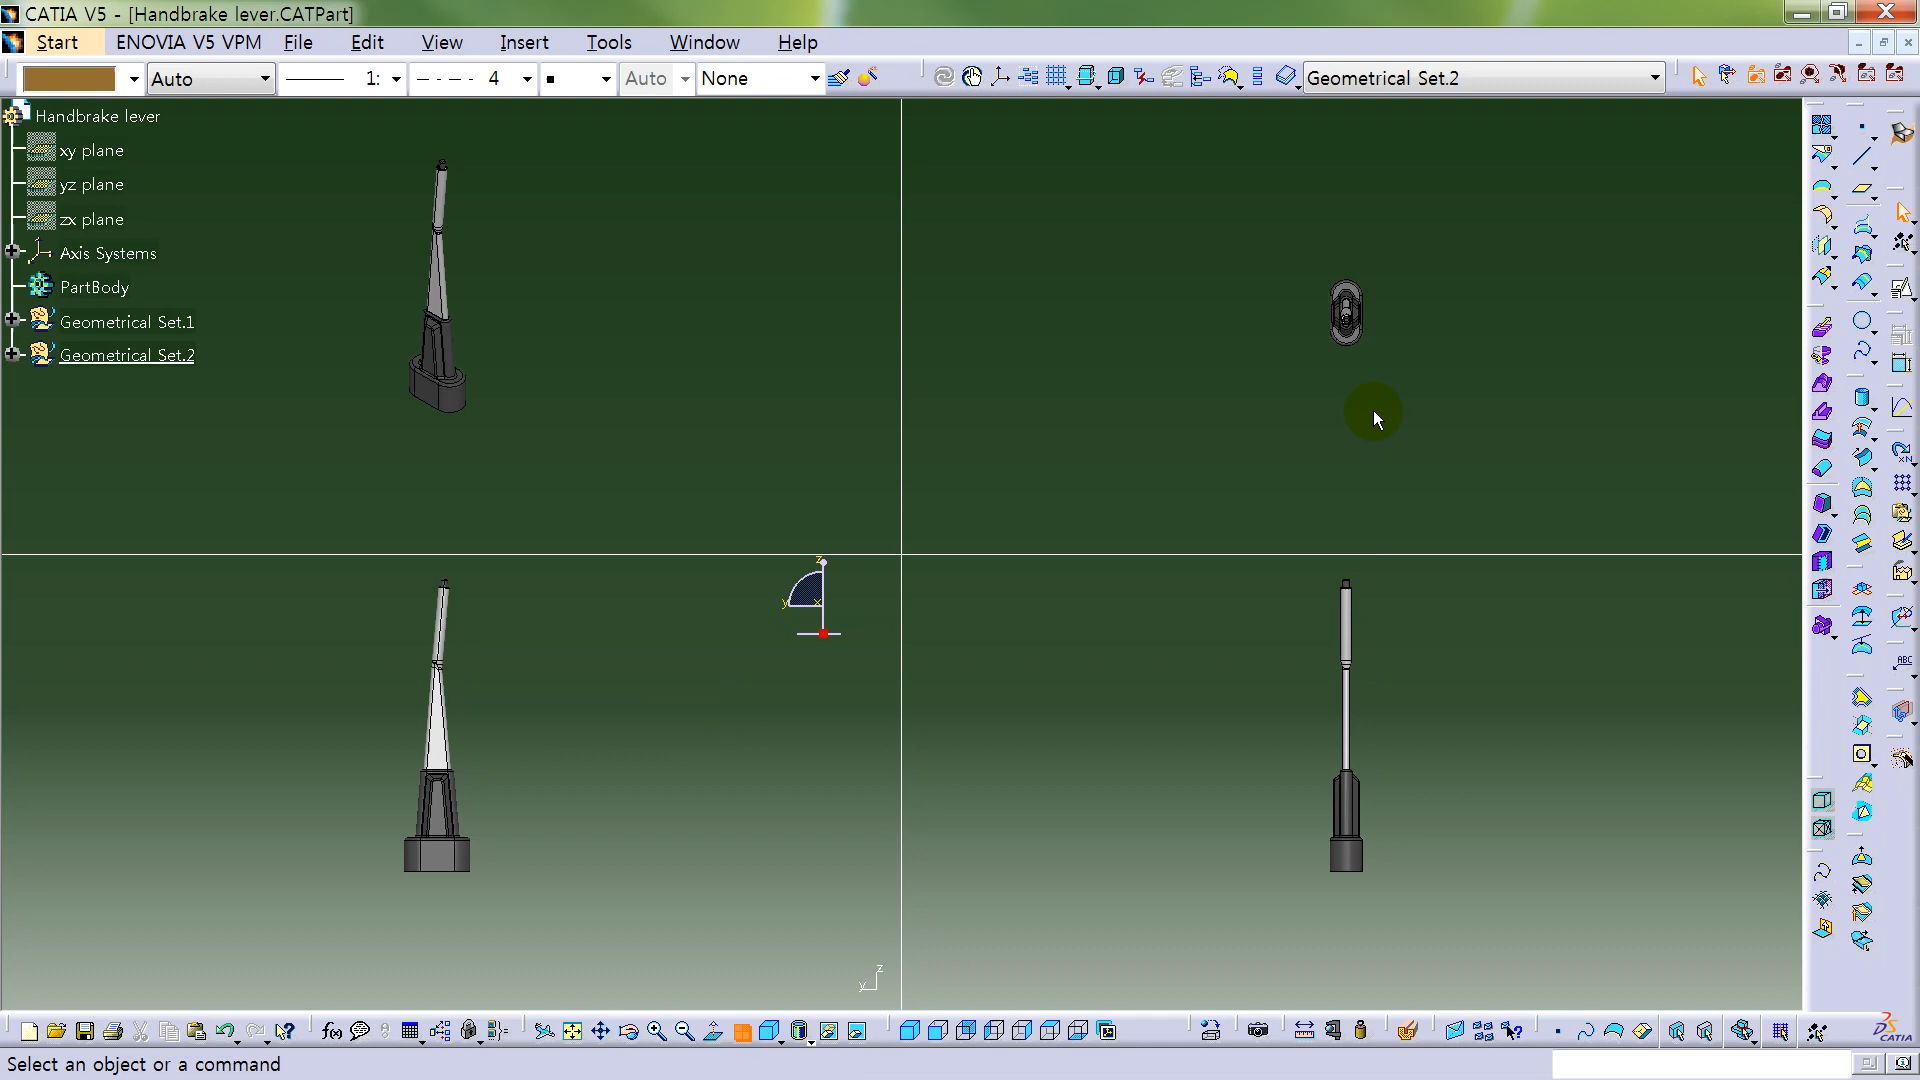 CATIA V5 - [Handbrake lever.CATPart]
Start ENOVIA V5 VPM File Edit View Insert Tools Window Help
Auto 1: 4 Auto None Geometrical Set.2
Handbrake lever
xy plane
yz plane
zx plane
Axis Systems
PartBody
Geometrical Set.1
Geometrical Set.2
z
y x
z
y
ABC
f(x)
CATIA
Select an object or a command